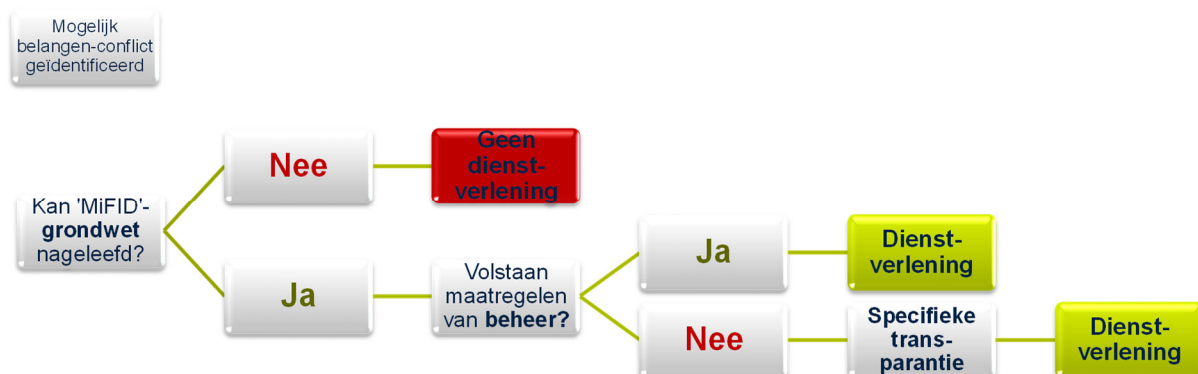 Mogelijk
belangen-conflict
geïdentificeerd
Kan 'MiFID'-
grondwet
nageleefd?
Nee
Geen
dienst-
verlening
Ja
Volstaan
maatregelen
van beheer?
Ja
Dienst-
verlening
Nee
Specifieke
trans-
parantie
Dienst-
verlening